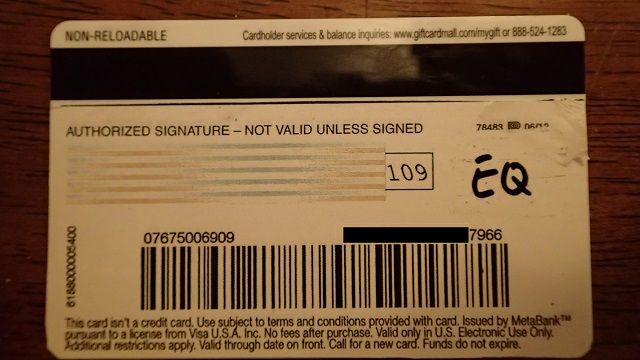 NON-RELOADABLE Cardholder services & balance inquiries: www.giftcardmall.com/mygift or 888-524-1283
AUTHORIZED SIGNATURE – NOT VALID UNLESS SIGNED
78483
109
EQ
07675006909
7966
6188000005400
This card isn't a credit card. Use subject to terms and conditions provided with card. Issued by MetaBank™
pursuant to a license from Visa U.S.A. Inc. No fees after purchase. Valid only in U.S. Electronic Use Only.
Additional restrictions apply. Valid through date on front. Call for a new card. Funds do not expire.